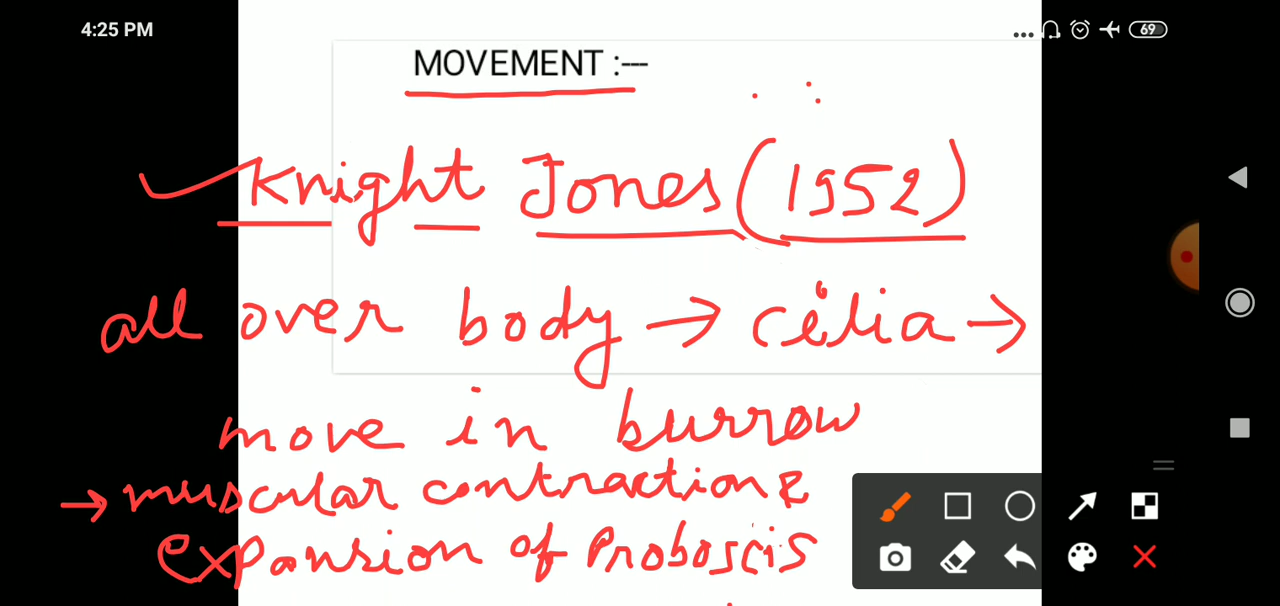 4:25 PM
69
MOVEMENT :---
Knight Jones (1952)
all over body → cilia →
move in burrow
→ muscular contraction &
expansion of Proboscis